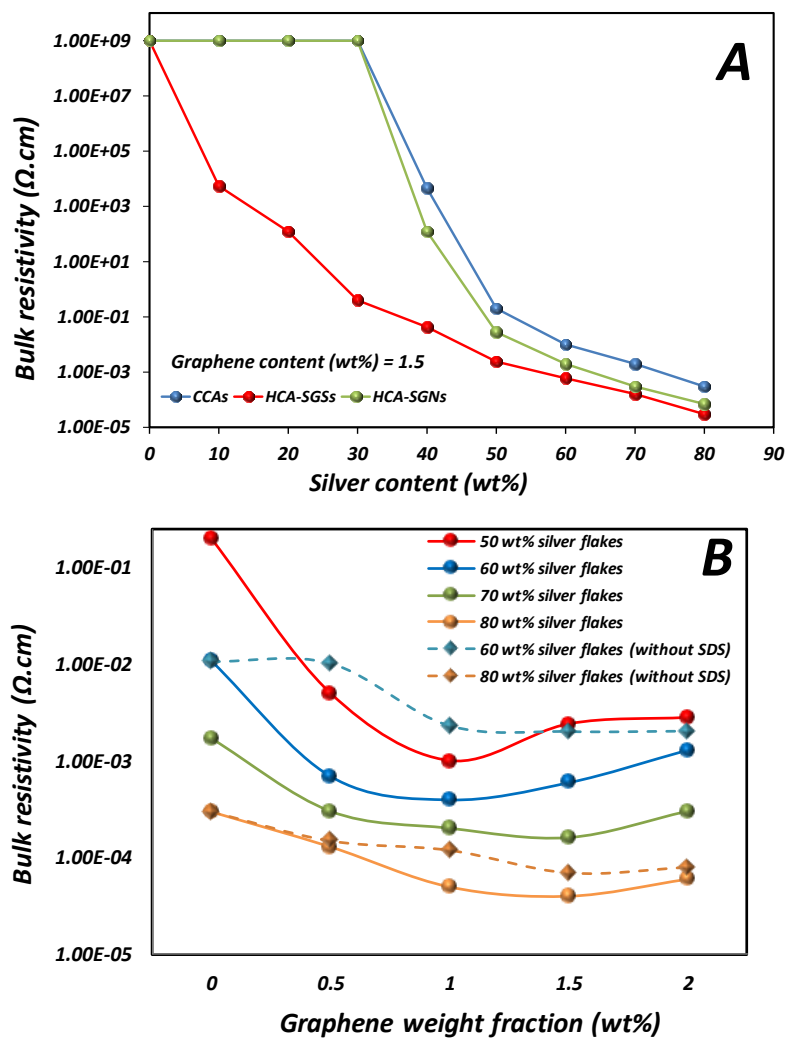 A
Bulk resistivity (Ω.cm)
1.00E+09
1.00E+07
1.00E+05
1.00E+03
1.00E+01
1.00E-01
1.00E-03
1.00E-05
Graphene content (wt%) = 1.5
CCAs HCA-SGSs HCA-SGNs
0 10 20 30 40 50 60 70 80 90
Silver content (wt%)
B
50 wt% silver flakes
60 wt% silver flakes
70 wt% silver flakes
80 wt% silver flakes
60 wt% silver flakes (without SDS)
80 wt% silver flakes (without SDS)
Bulk resistivity (Ω.cm)
1.00E-01
1.00E-02
1.00E-03
1.00E-04
1.00E-05
0 0.5 1 1.5 2
Graphene weight fraction (wt%)